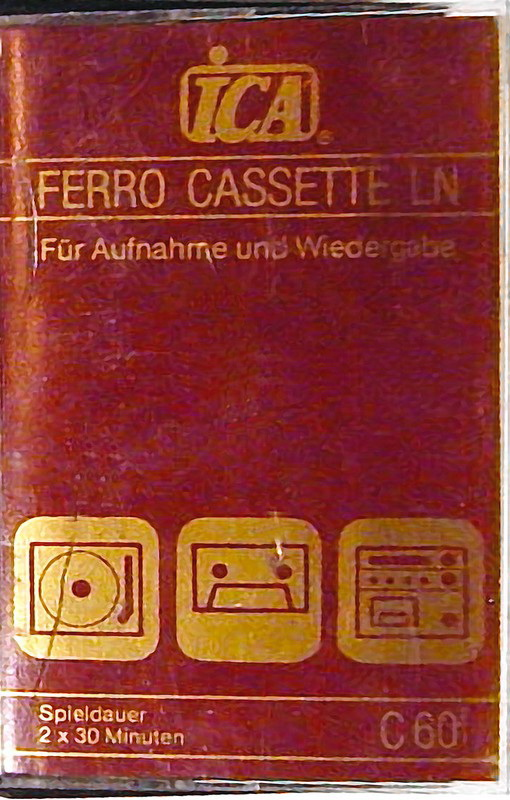 iCA®
FERRO CASSETTE LN
Für Aufnahme und Wiedergabe
Spieldauer
2 x 30 Minuten
C 60